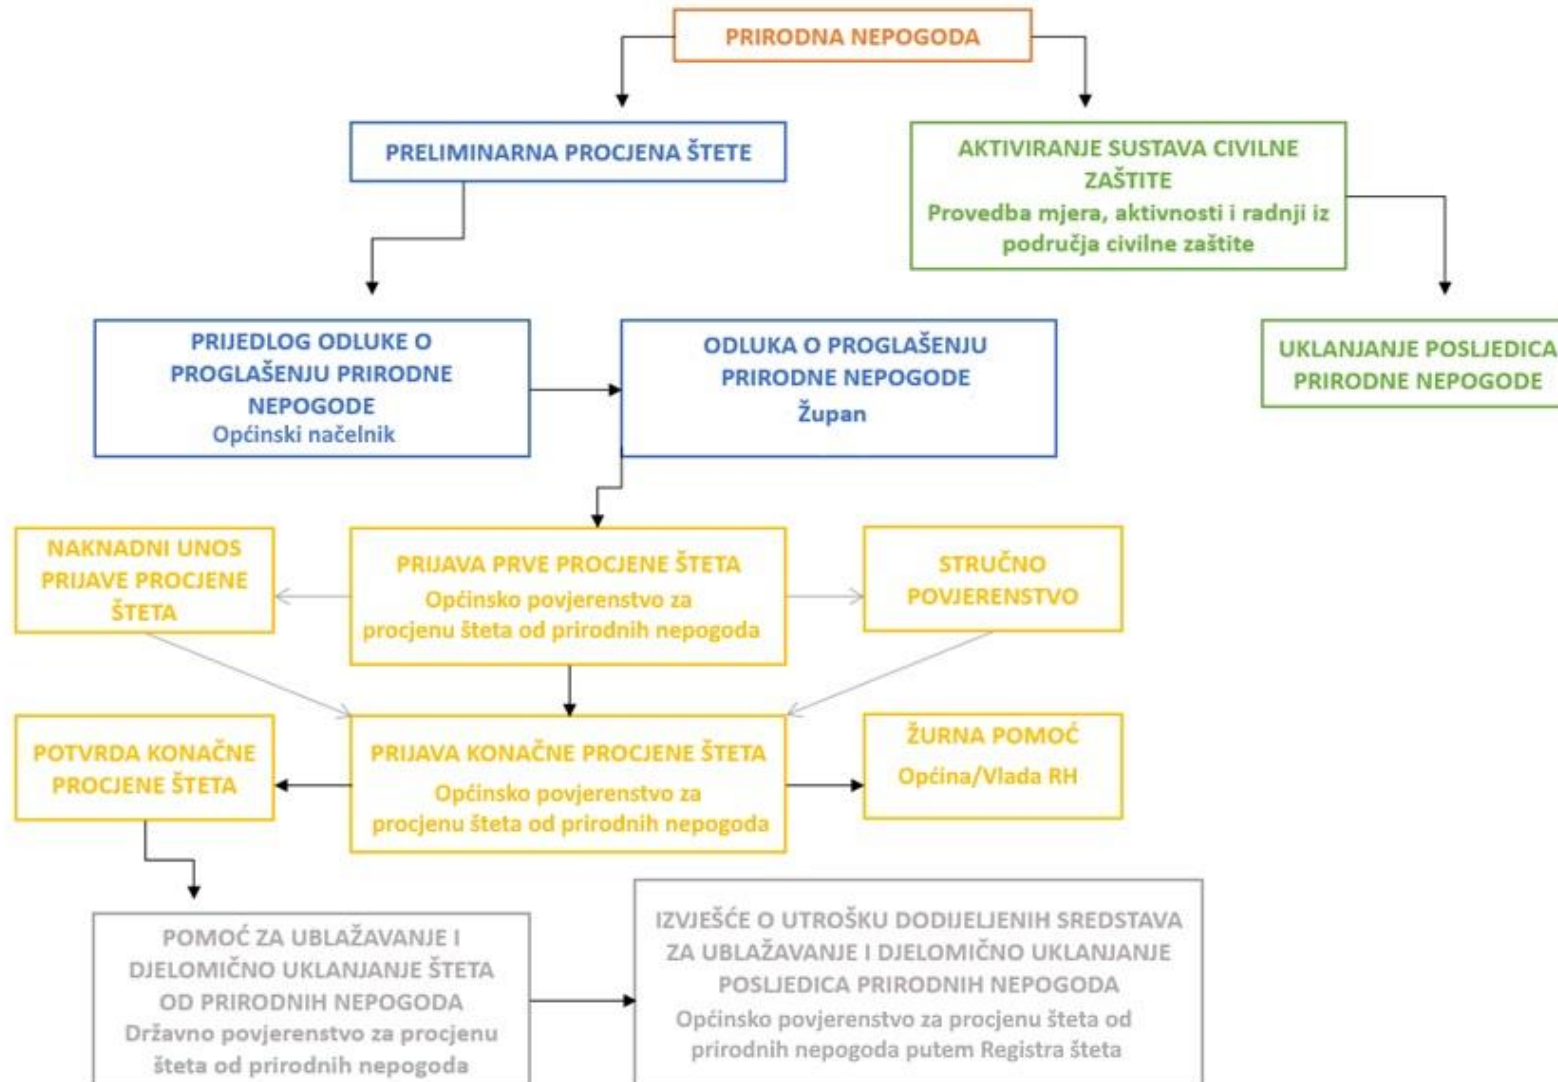 PRIRODNA NEPOGODA
PRELIMINARNA PROCJENA ŠTETE
AKTIVIRANJE SUSTAVA CIVILNE
ZAŠTITE
Provedba mjera, aktivnosti i radnji iz
područja civilne zaštite
PRIJEDLOG ODLUKE O
PROGLAŠENJU PRIRODNE
NEPOGODE
Općinski načelnik
ODLUKA O PROGLAŠENJU
PRIRODNE NEPOGODE
Župan
UKLANJANJE POSLJEDICA
PRIRODNE NEPOGODE
NAKNADNI UNOS
PRIJAVE PROCJENE
ŠTETA
PRIJAVA PRVE PROCJENE ŠTETA
Općinsko povjerenstvo za
procjenu šteta od prirodnih nepogoda
STRUČNO
POVJERENSTVO
POTVRDA KONAČNE
PROCJENE ŠTETA
PRIJAVA KONAČNE PROCJENE ŠTETA
Općinsko povjerenstvo za
procjenu šteta od prirodnih nepogoda
ŽURNA POMOĆ
Općina/Vlada RH
POMOĆ ZA UBLAŽAVANJE I
DJELOMIČNO UKLANJANJE ŠTETA
OD PRIRODNIH NEPOGODA
Državno povjerenstvo za procjenu
šteta od prirodnih nepogoda
IZVJEŠĆE O UTROŠKU DODIJELJENIH SREDSTAVA
ZA UBLAŽAVANJE I DJELOMIČNO UKLANJANJE
POSLJEDICA PRIRODNIH NEPOGODA
Općinsko povjerenstvo za procjenu šteta od
prirodnih nepogoda putem Registra šteta